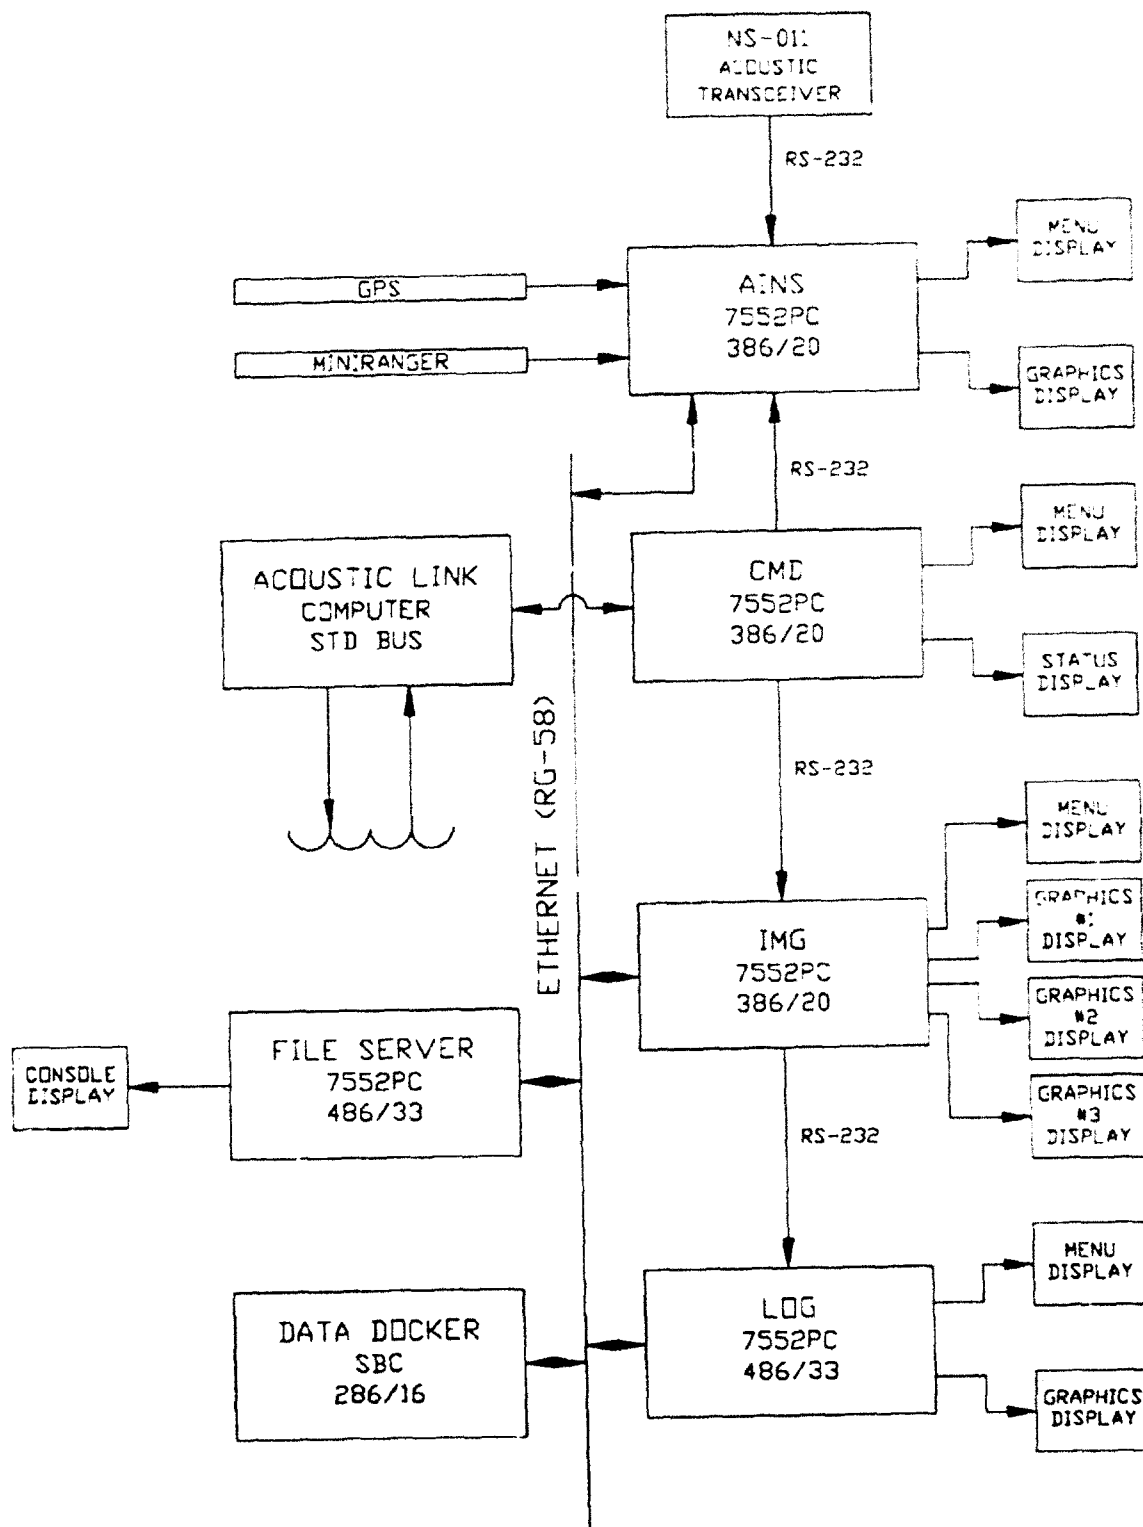 NS-011
ACOUSTIC
TRANSCEIVER
RS-232
MENU
DISPLAY
GPS
AINS
7552PC
386/20
MINIRANGER
GRAPHICS
DISPLAY
RS-232
MENU
DISPLAY
ACOUSTIC LINK
COMPUTER
STD BUS
CMD
7552PC
386/20
STATUS
DISPLAY
ETHERNET (RG-58)
RS-232
MENU
DISPLAY
GRAPHICS
#1
DISPLAY
IMG
7552PC
386/20
GRAPHICS
#2
DISPLAY
FILE SERVER
7552PC
486/33
CONSOLE
DISPLAY
GRAPHICS
#3
DISPLAY
RS-232
MENU
DISPLAY
DATA DOCKER
SBC
286/16
LOG
7552PC
486/33
GRAPHICS
DISPLAY